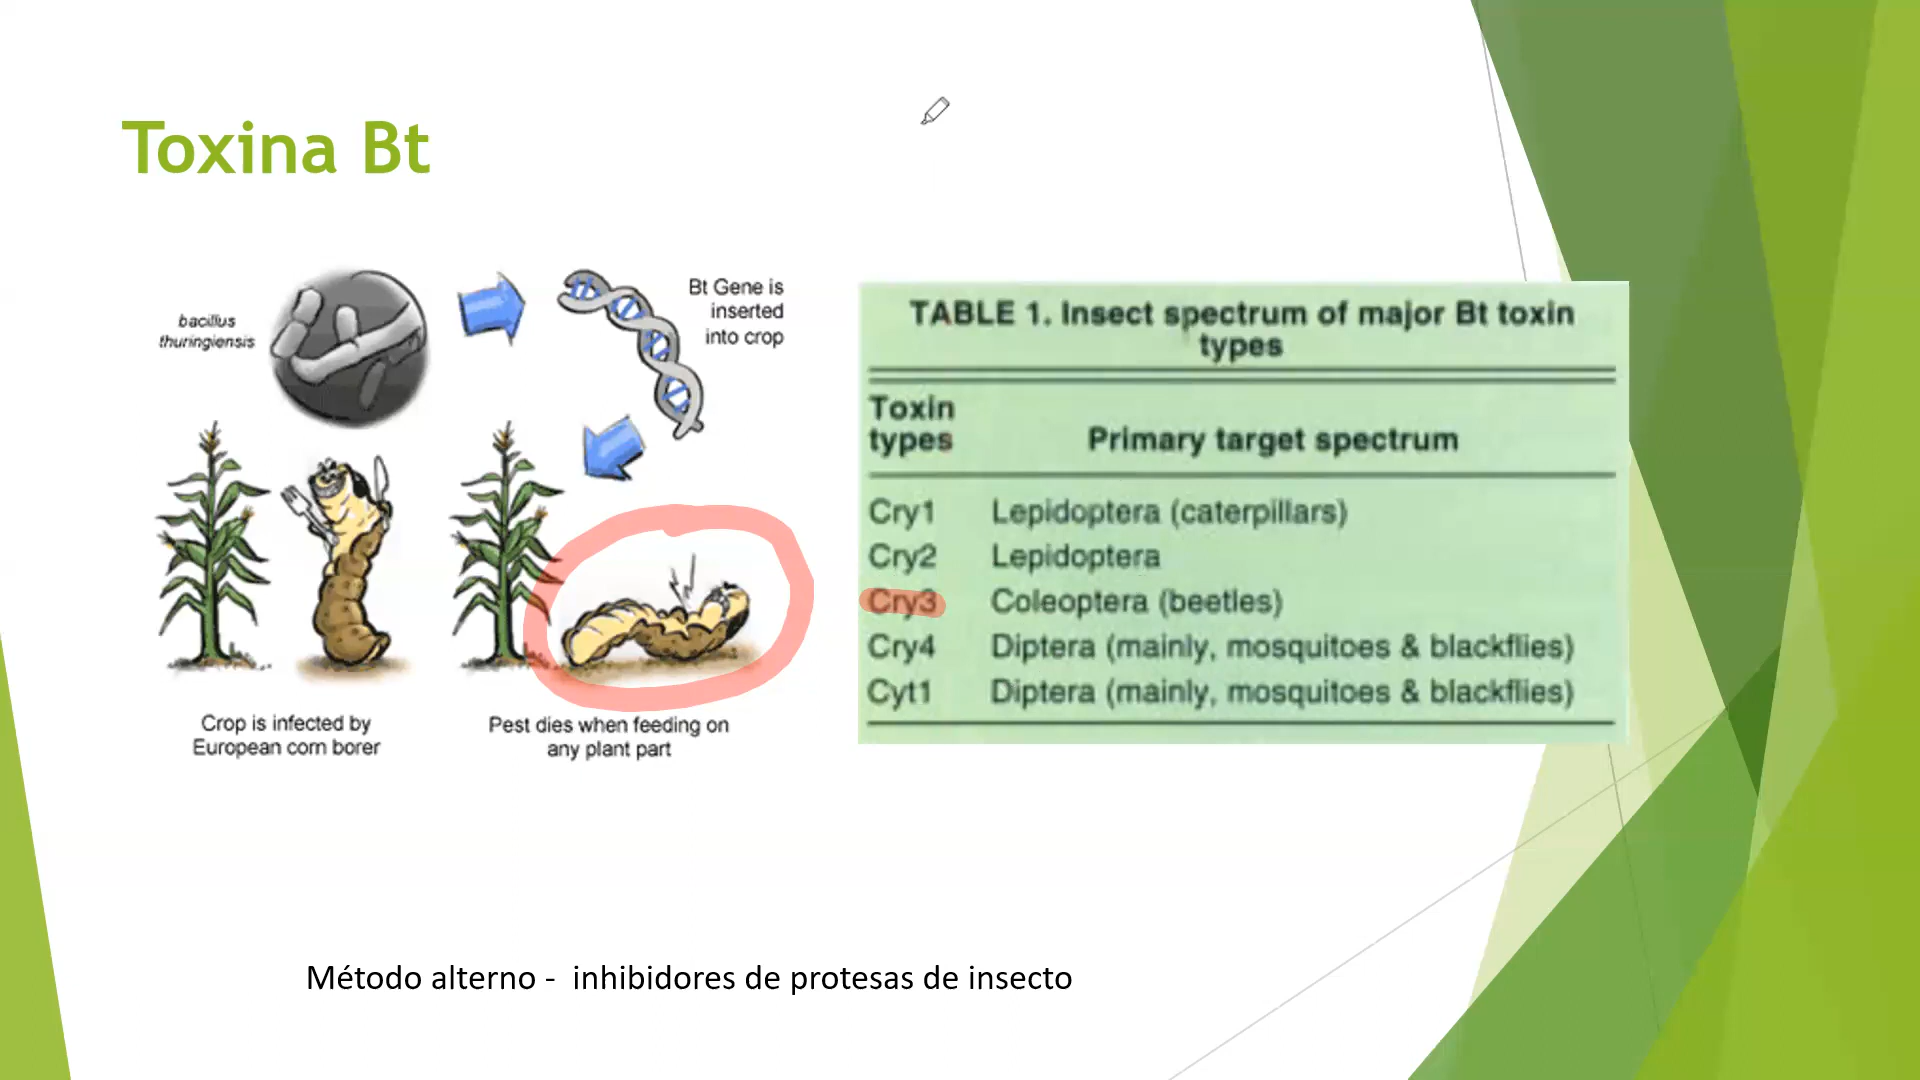 Toxina Bt
bacillus
thuringiensis
Bt Gene is
inserted
into crop
Crop is infected by
European corn borer
Pest dies when feeding on
any plant part
TABLE 1. Insect spectrum of major Bt toxin
types
Toxin
types Primary target spectrum
Cry1 Lepidoptera (caterpillars)
Cry2 Lepidoptera
Cry3 Coleoptera (beetles)
Cry4 Diptera (mainly, mosquitoes & blackflies)
Cyt1 Diptera (mainly, mosquitoes & blackflies)
Método alterno - inhibidores de protesas de insecto